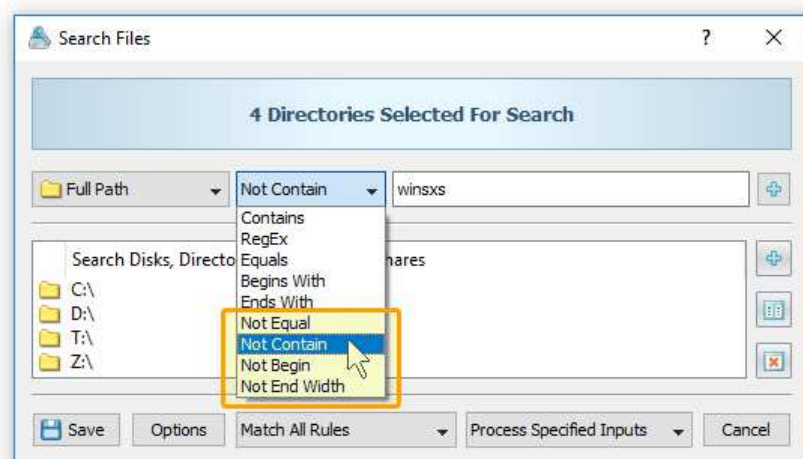 Search Files
?
4 Directories Selected For Search
Full Path
Not Contain
winsxs
Contains
RegEx
Equals
Begins With
Ends With
Not Equal
Not Contain
Not Begin
Not End Width
Search Disks, Directo
hares
C:\
D:\
T:\
Z:\
Save
Options
Match All Rules
Process Specified Inputs
Cancel